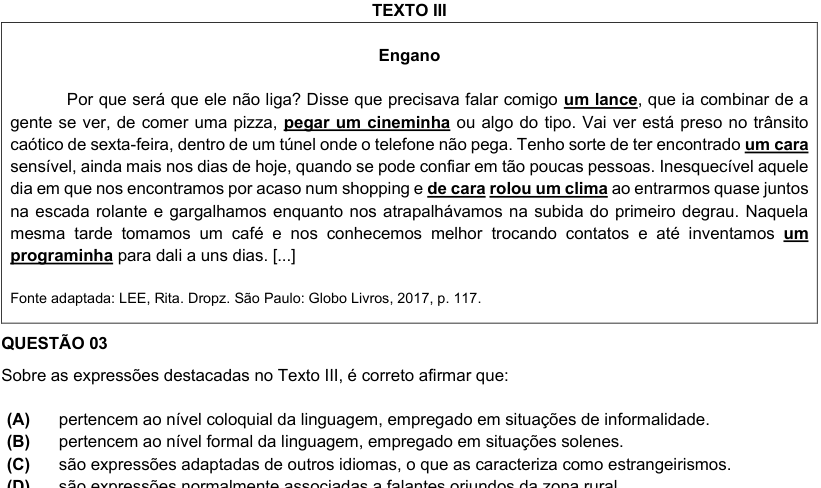 TEXTO III
Engano
Por que será que ele não liga? Disse que precisava falar comigo um lance, que ia combinar de a
gente se ver, de comer uma pizza, pegar um cineminha ou algo do tipo. Vai ver está preso no trânsito
caótico de sexta-feira, dentro de um túnel onde o telefone não pega. Tenho sorte de ter encontrado um cara
sensível, ainda mais nos dias de hoje, quando se pode confiar em tão poucas pessoas. Inesquecível aquele
dia em que nos encontramos por acaso num shopping e de cara rolou um clima ao entrarmos quase juntos
na escada rolante e gargalhamos enquanto nos atrapalhávamos na subida do primeiro degrau. Naquela
mesma tarde tomamos um café e nos conhecemos melhor trocando contatos e até inventamos um
programinha para dali a uns dias. [...]
Fonte adaptada: LEE, Rita. Dropz. São Paulo: Globo Livros, 2017, p. 117.
QUESTÃO 03
Sobre as expressões destacadas no Texto III, é correto afirmar que:
(A) pertencem ao nível coloquial da linguagem, empregado em situações de informalidade.
(B) pertencem ao nível formal da linguagem, empregado em situações solenes.
(C) são expressões adaptadas de outros idiomas, o que as caracteriza como estrangeirismos.
(D) são expressões normalmente associadas a falantes oriundos da zona rural.